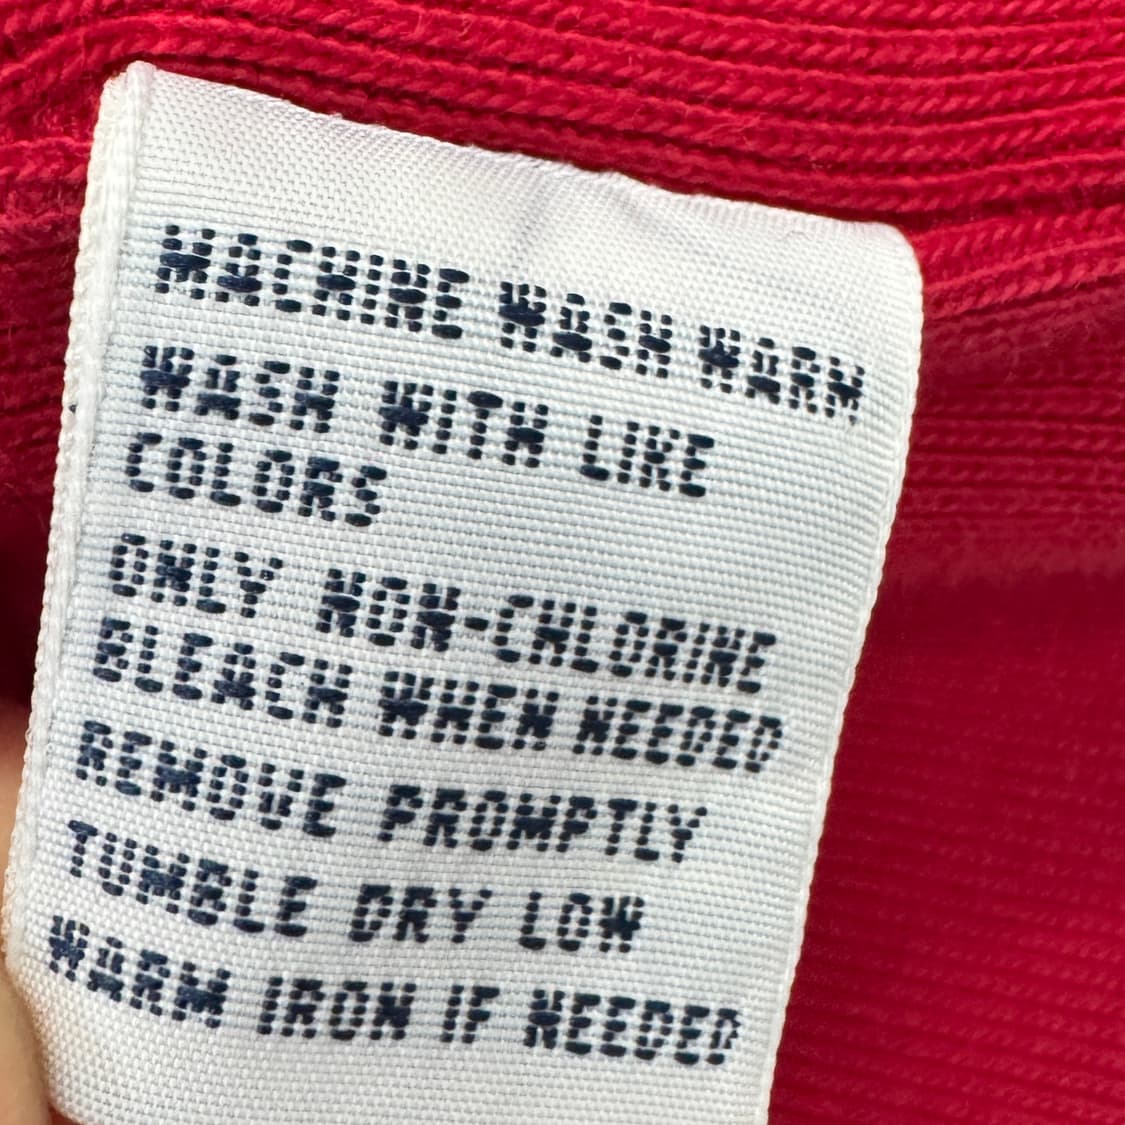 MACHINE WASH WARM
WASH WITH LIKE
COLORS
ONLY NON-CHLORINE
BLEACH WHEN NEEDED
REMOVE PROMPTLY
TUMBLE DRY LOW
WARM IRON IF NEEDED